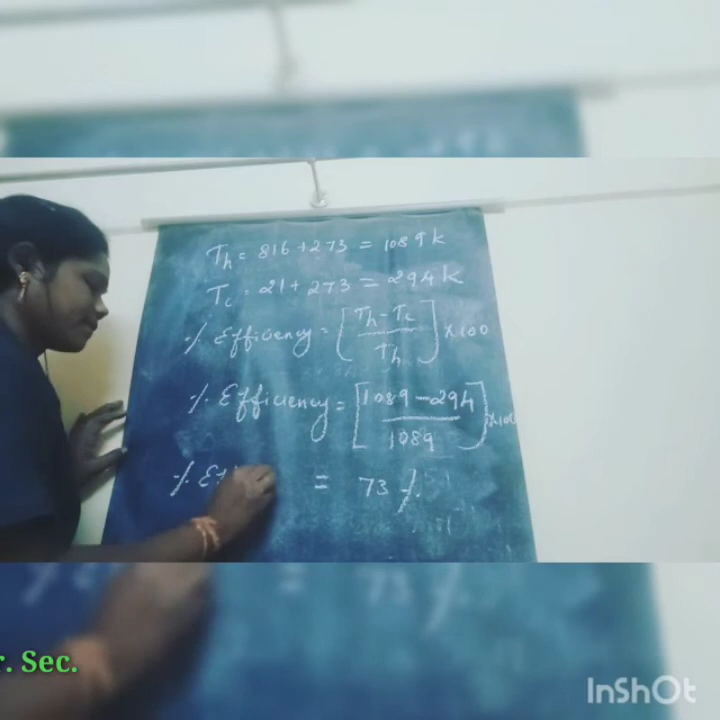 Th = 816 + 273 = 1089 k
Tc = 21 + 273 = 294 k
% Efficiency = [Th - Tc / Th] x 100
% Efficiency = [1089 - 294 / 1089] x 100
% Ef = 73 %
r. Sec.
InShOt